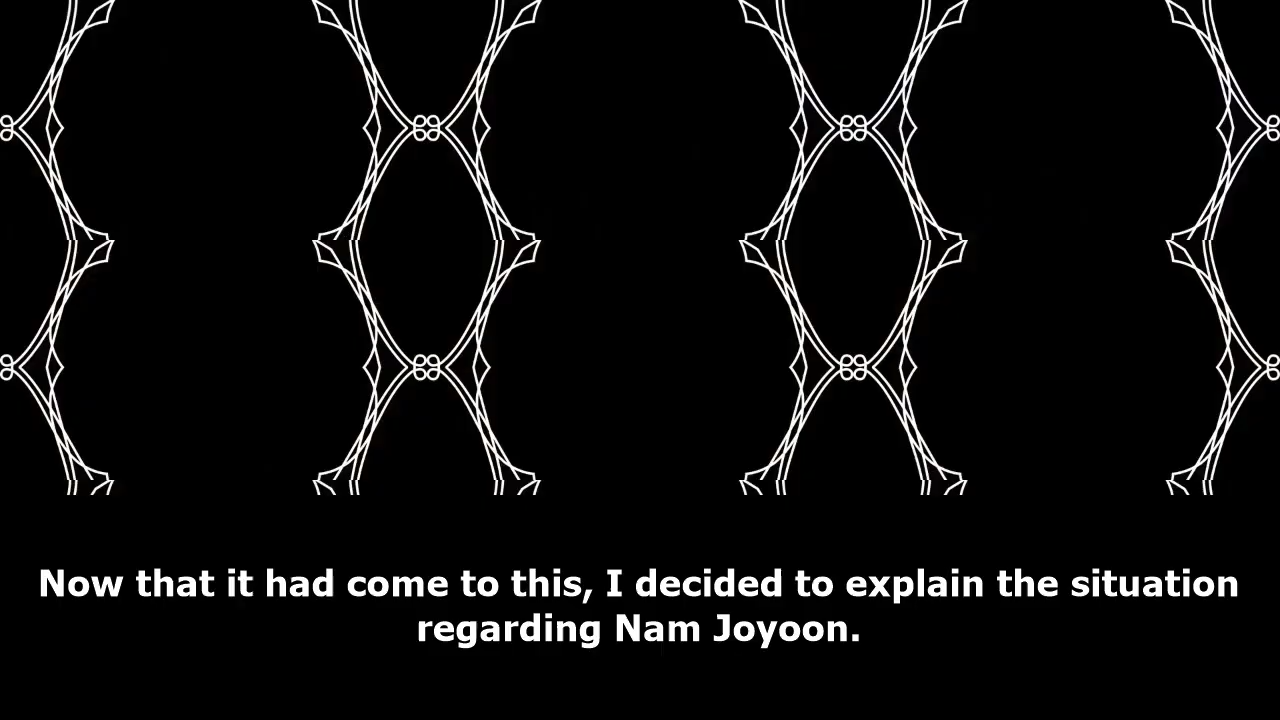 Now that it had come to this, I decided to explain the situation
regarding Nam Joyoon.